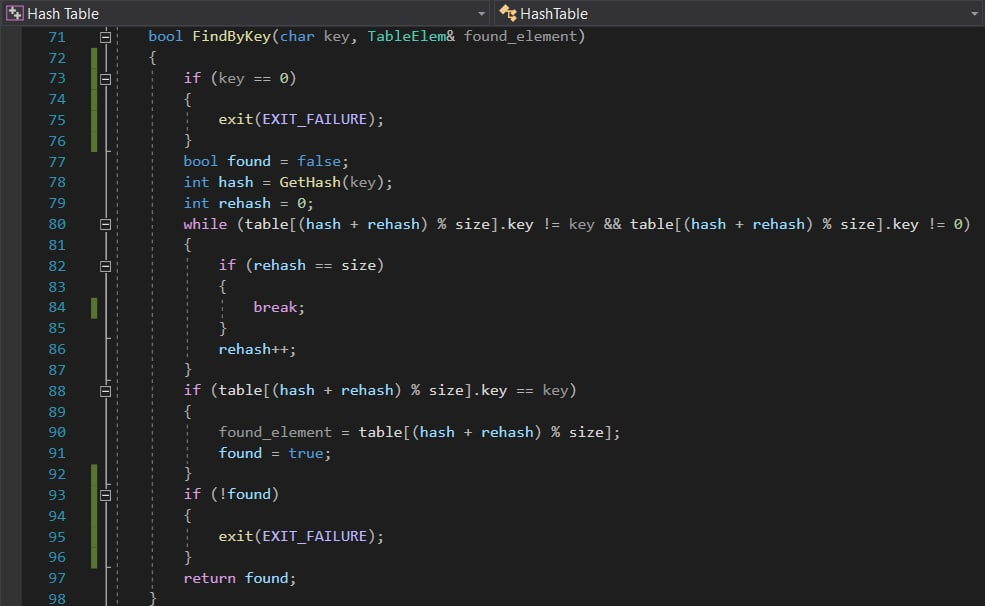 Hash Table HashTable
71 bool FindByKey(char key, TableElem& found_element)
72 {
73 if (key == 0)
74 {
75 exit(EXIT_FAILURE);
76 }
77 bool found = false;
78 int hash = GetHash(key);
79 int rehash = 0;
80 while (table[(hash + rehash) % size].key != key && table[(hash + rehash) % size].key != 0)
81 {
82 if (rehash == size)
83 {
84 break;
85 }
86 rehash++;
87 }
88 if (table[(hash + rehash) % size].key == key)
89 {
90 found_element = table[(hash + rehash) % size];
91 found = true;
92 }
93 if (!found)
94 {
95 exit(EXIT_FAILURE);
96 }
97 return found;
98 }